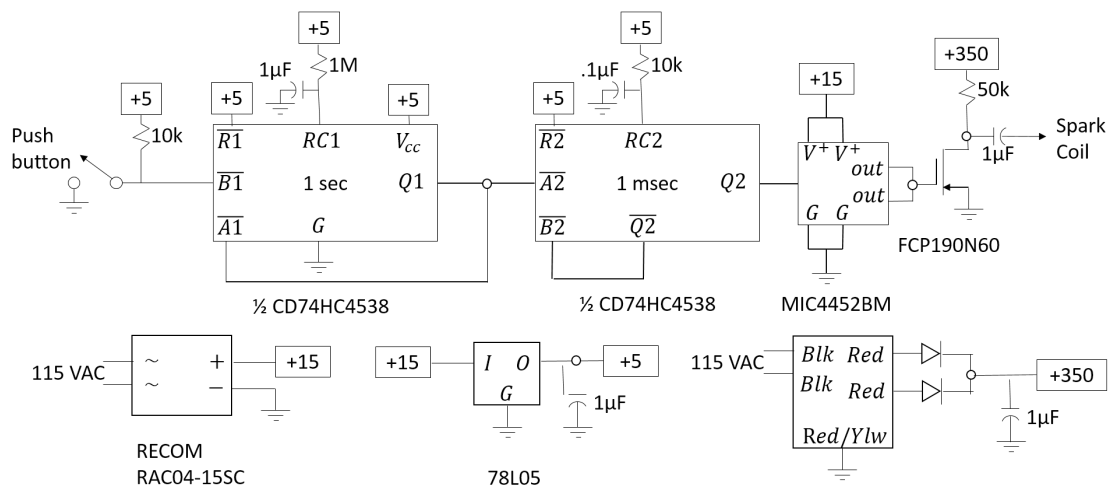 +5
+5
+350
1µF
1M
.1µF
10k
+15
50k
+5
+5
+5
+5
10k
Push
button
R1
RC1
Vcc
R2
RC2
V+
V+
1µF
Spark
Coil
B1
1 sec
Q1
A2
1 msec
Q2
out
out
A1
G
B2
Q2
G
G
FCP190N60
½ CD74HC4538
½ CD74HC4538
MIC4452BM
115 VAC
~
~
+
−
+15
RECOM
RAC04-15SC
+15
I
O
G
+5
1µF
78L05
115 VAC
Blk
Red
Blk
Red
Red/Ylw
+350
1µF